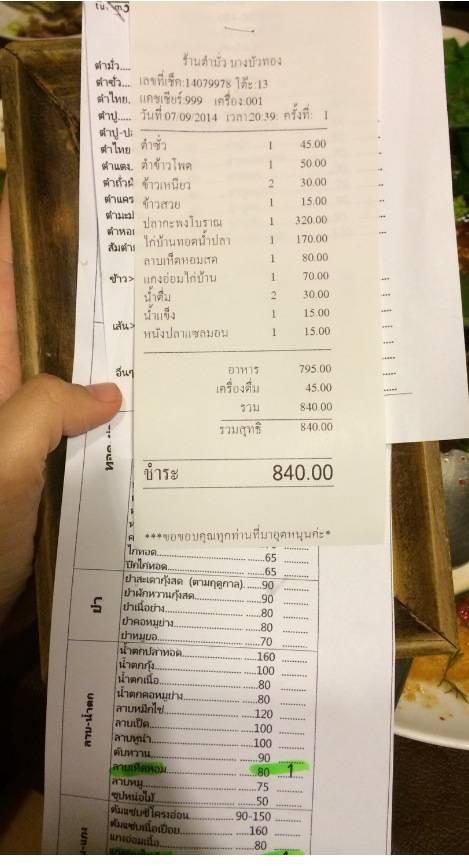 ร้านตำมั่ว บางบัวทอง
เลขที่เช็ค:14079978 โต๊ะ:13
แคชเชียร์:999 เครื่อง:001
วันที่:07/09/2014 เวลา:20:39. ครั้งที่: 1
ตำซั่ว 1 45.00
ตำข้าวโพด 1 50.00
ข้าวเหนียว 2 30.00
ข้าวสวย 1 15.00
ปลากะพงโบราณ 1 320.00
ไก่บ้านทอดน้ำปลา 1 170.00
ลาบเห็ดหอมสด 1 80.00
แกงอ่อมไก่บ้าน 1 70.00
น้ำดื่ม 2 30.00
น้ำแข็ง 1 15.00
หนังปลาแซลมอน 1 15.00
อาหาร 795.00
เครื่องดื่ม 45.00
รวม 840.00
รวมสุทธิ 840.00
ชำระ 840.00
***ขอขอบคุณทุกท่านที่มาอุดหนุนค่ะ*
ตำมั่ว....
ตำซั่ว...
ตำไทย.
ตำปู....
ตำปู-ปล
ตำไทย
ตำแตง.
ตำถั่วฝั
ตำแคร
ตำมะม
ตำหอย
ส้มตำ
ข้าว>
เส้น>
อื่นๆ
ไก่ทอด 65
ปีกไก่ทอด 65
ยำ
ยำสะเดากุ้งสด (ตามฤดูกาล) 90
ยำผักหวานกุ้งสด 90
ยำเนื้อย่าง 80
ยำคอหมูย่าง 80
ยำหมูยอ 70
ลาบ-น้ำตก
น้ำตกปลาทอด 160
น้ำตกกุ้ง 100
น้ำตกเนื้อ 80
น้ำตกคอหมูย่าง 80
ลาบหมึกไข่ 120
ลาบเป็ด 100
ลาบทูน่า 100
ตับหวาน 90
ลาบเห็ดหอม 80 1
ลาบหมู 75
ซุปหน่อไม้ 50
ต้มแซ่บซี่โครงอ่อน 90-150
ต้มแซ่บเนื้อเปื่อย 160
แกงอ่อมเนื้อ 80